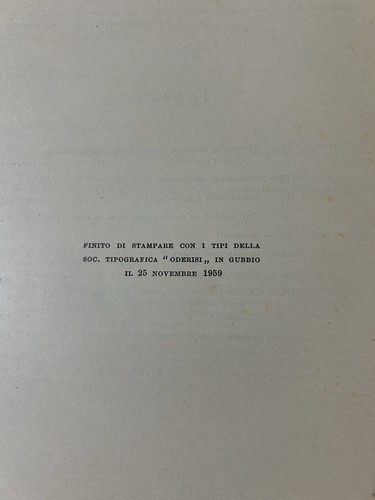 FINITO DI STAMPARE CON I TIPI DELLA
SOC. TIPOGRAFICA “ODERISI„ IN GUBBIO
IL 25 NOVEMBRE 1959